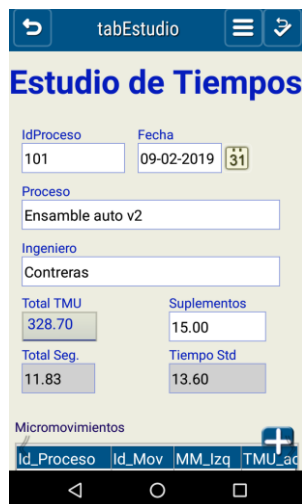 tabEstudio
Estudio de Tiempos
IdProceso Fecha
101 09-02-2019 31
Proceso
Ensamble auto v2
Ingeniero
Contreras
Total TMU Suplementos
328.70 15.00
Total Seg. Tiempo Std
11.83 13.60
Micromovimientos
Id_Proceso Id_Mov MM_Izq